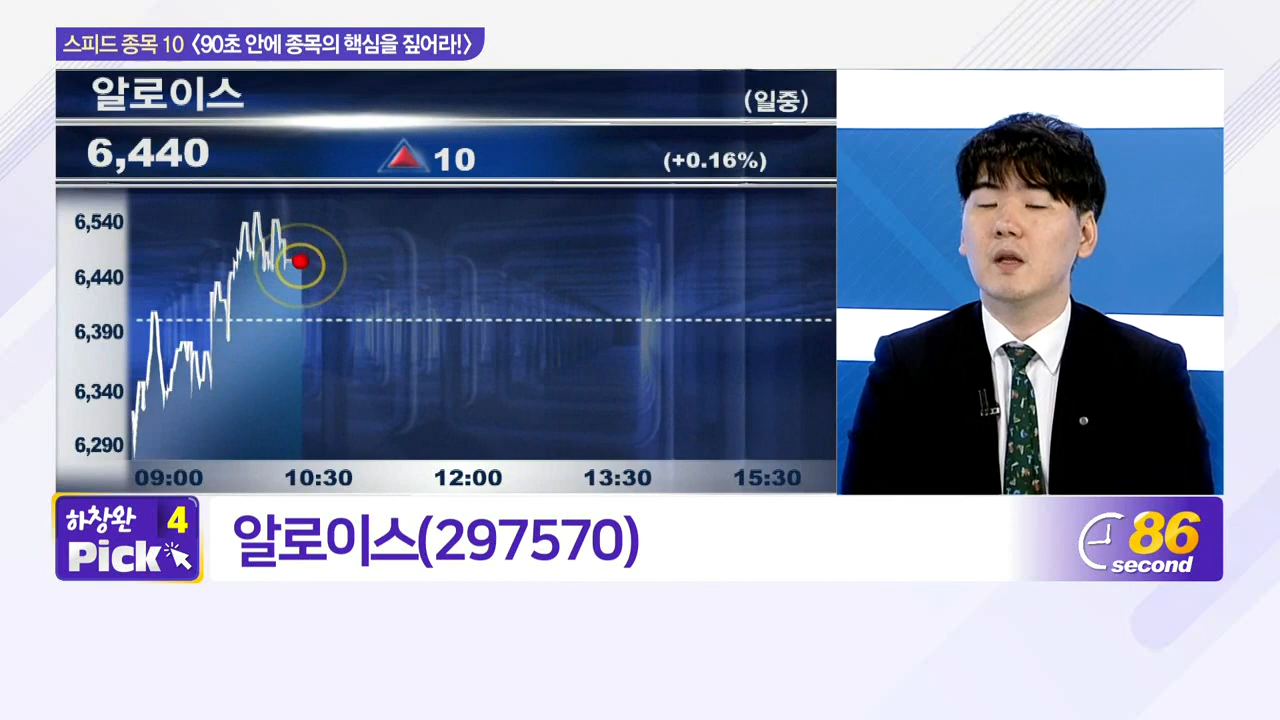 스피드 종목 10 〈90초 안에 종목의 핵심을 짚어라!〉
알로이스
(일중)
6,440
10
(+0.16%)
6,540
6,440
6,390
6,340
6,290
09:00
10:30
12:00
13:30
15:30
하창완 4
Pick
알로이스(297570)
86
second